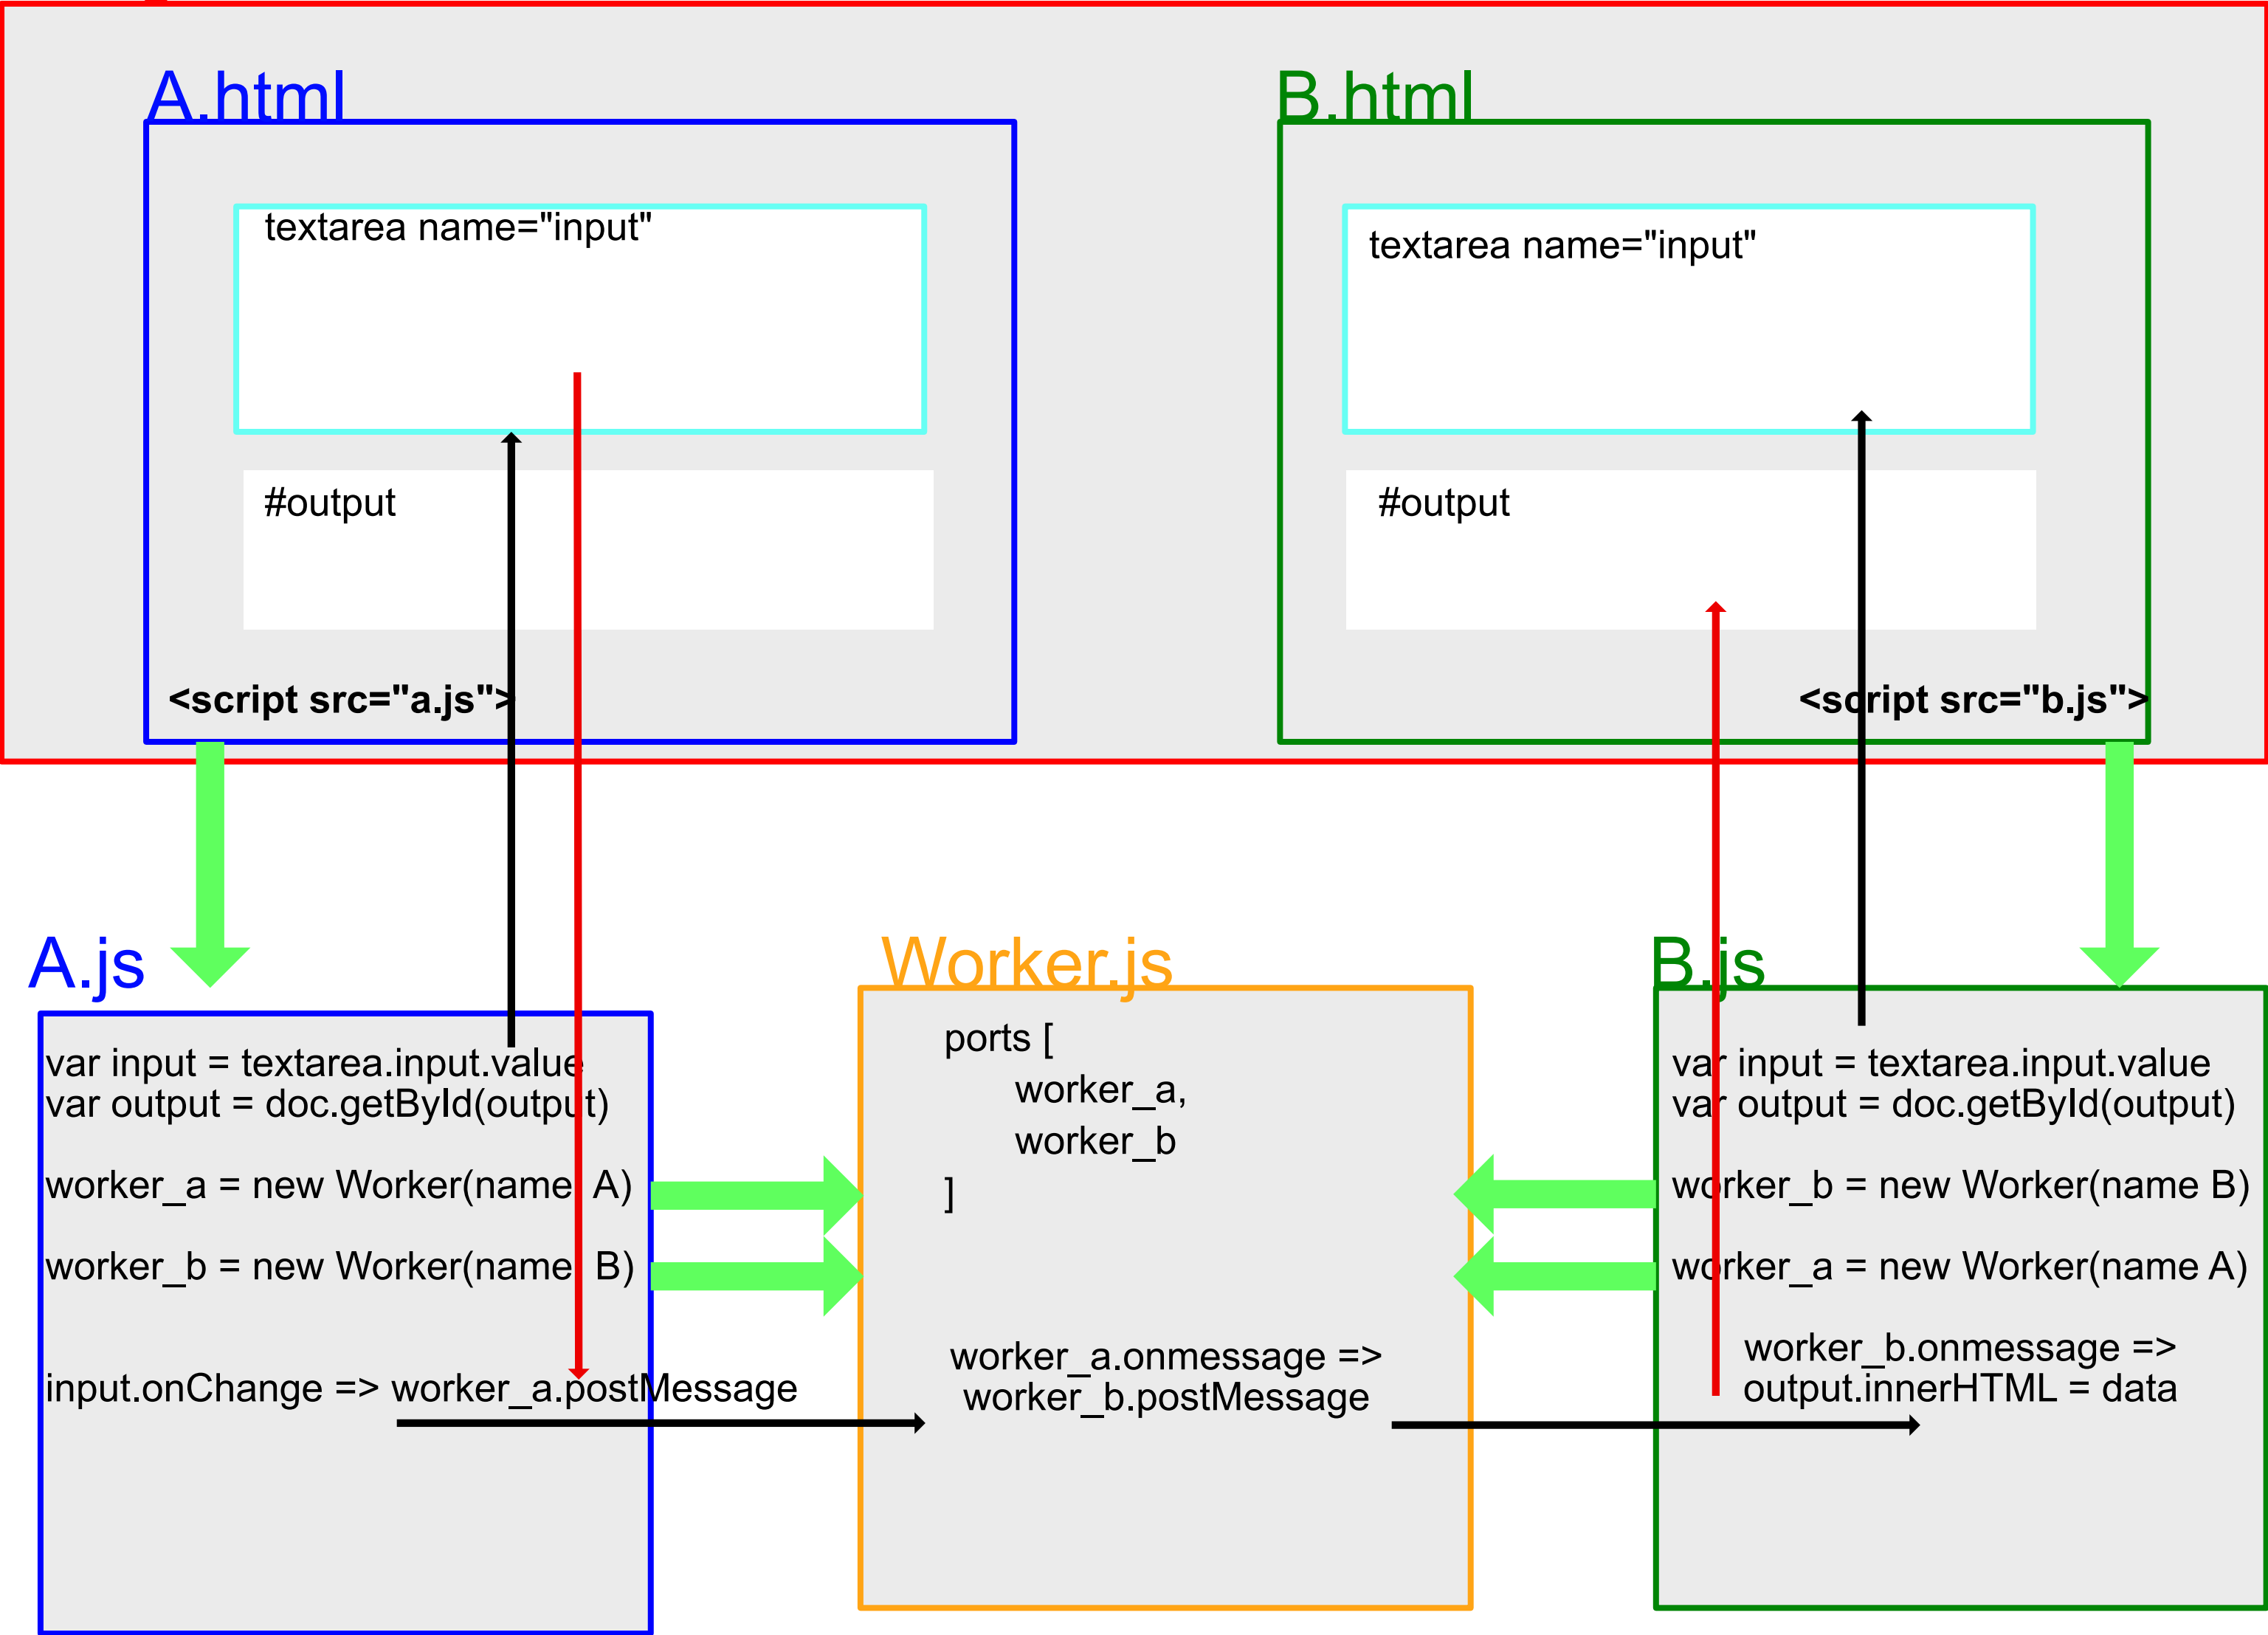 A.html
textarea name="input"
#output
<script src="a.js">
B.html
textarea name="input"
#output
<script src="b.js">
A.js
var input = textarea.input.value
var output = doc.getById(output)
worker_a = new Worker(name A)
worker_b = new Worker(name B)
input.onChange => worker_a.postMessage
Worker.js
ports [
worker_a,
worker_b
]
worker_a.onmessage =>
worker_b.postMessage
B.js
var input = textarea.input.value
var output = doc.getById(output)
worker_b = new Worker(name B)
worker_a = new Worker(name A)
worker_b.onmessage =>
output.innerHTML = data